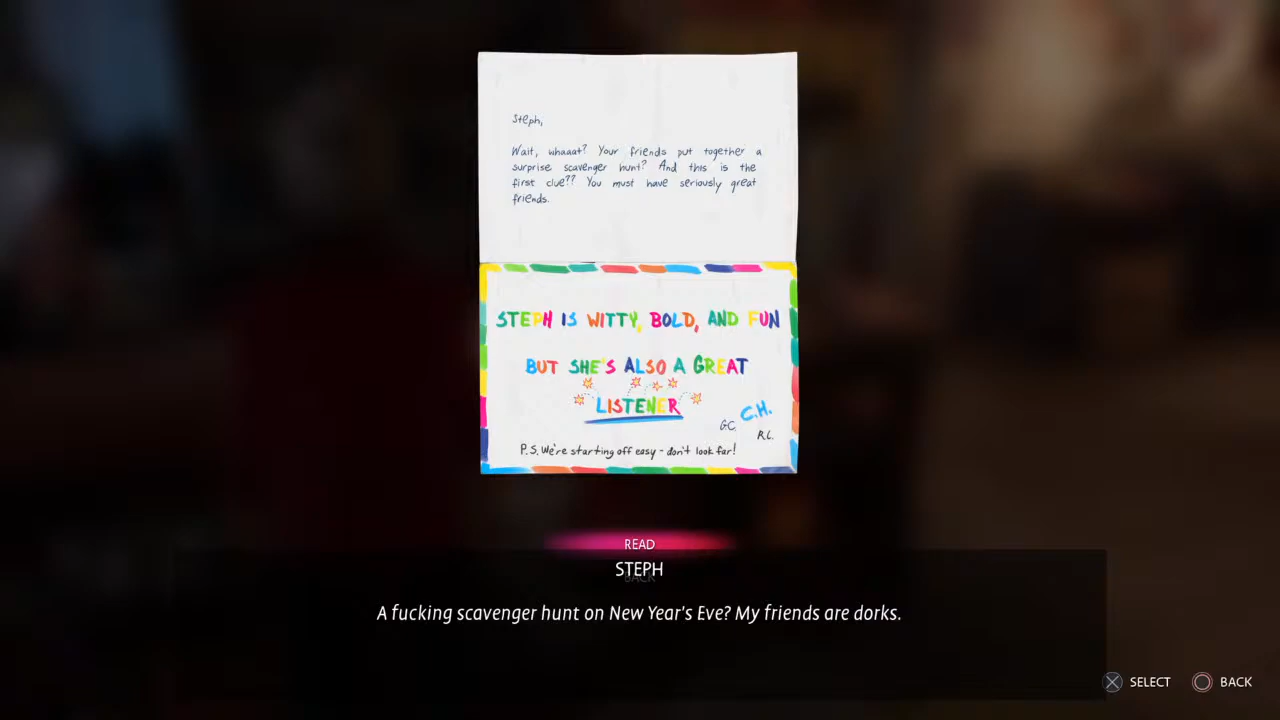 Steph,
Wait, whaaat? Your friends put together a
surprise scavenger hunt? And this is the
first clue?? You must have seriously great
friends.
STEPH IS WITTY, BOLD, AND FUN
BUT SHE'S ALSO A GREAT
LISTENER
C.H.
GC.
R.L.
P.S. We're starting off easy - don't look far!
READ
STEPH
BACK
A fucking scavenger hunt on New Year's Eve? My friends are dorks.
SELECT BACK